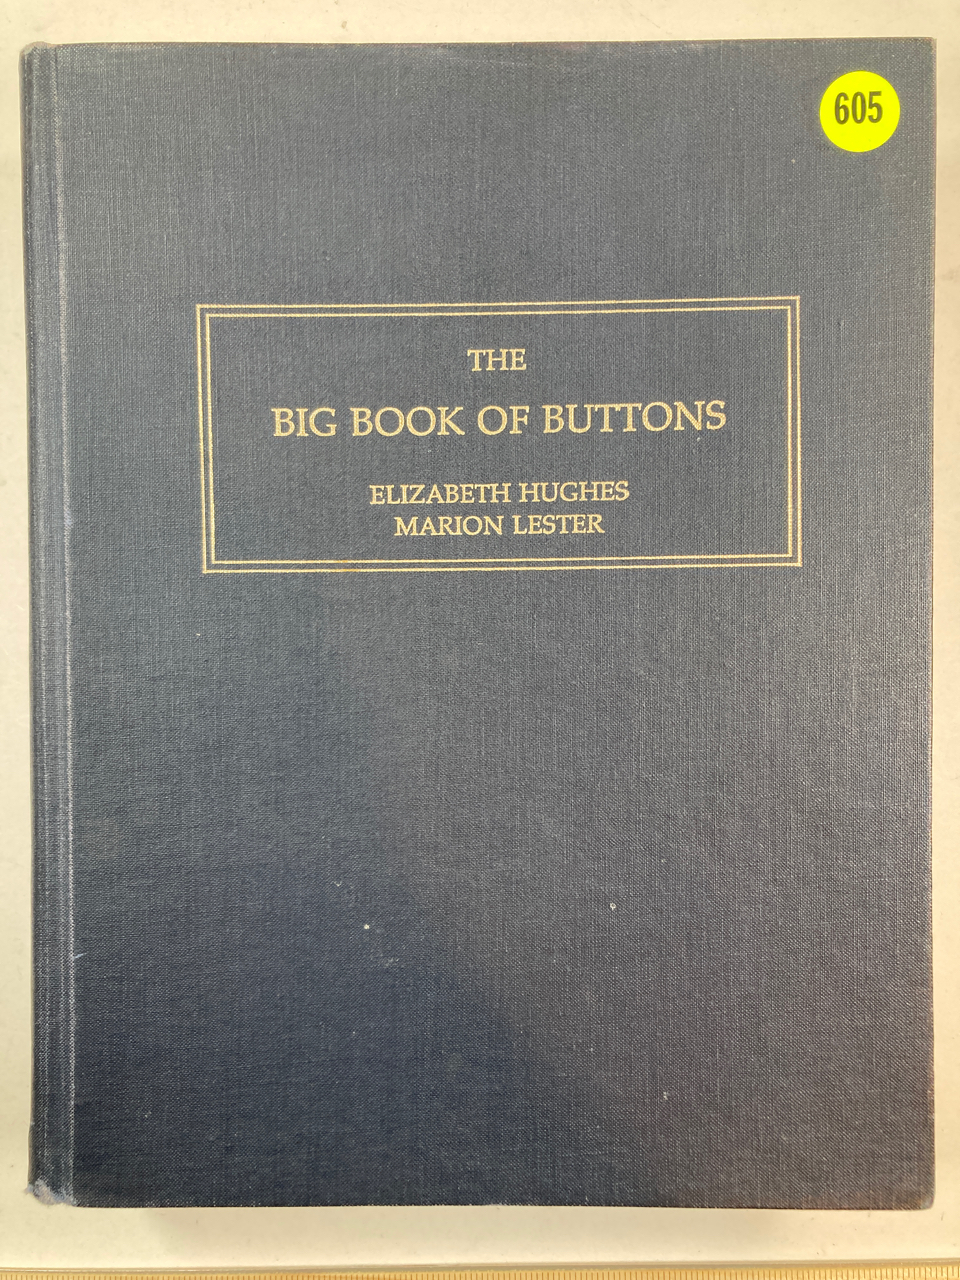 605
THE
BIG BOOK OF BUTTONS
ELIZABETH HUGHES
MARION LESTER